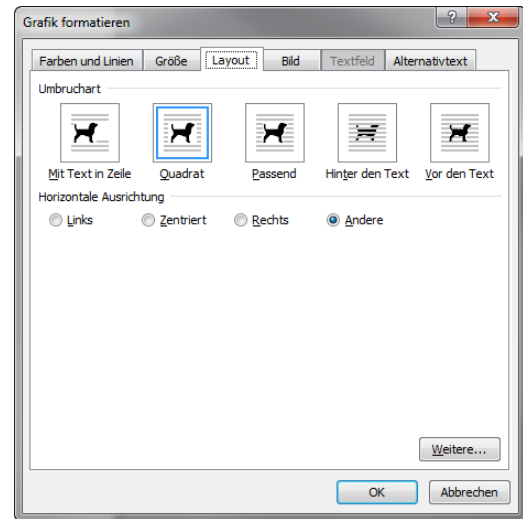 Grafik formatieren
Farben und Linien Größe Layout Bild Textfeld Alternativtext
Umbruchart
Mit Text in Zeile Quadrat Passend Hinter den Text Vor den Text
Horizontale Ausrichtung
Links Zentriert Rechts Andere
Weitere...
OK Abbrechen